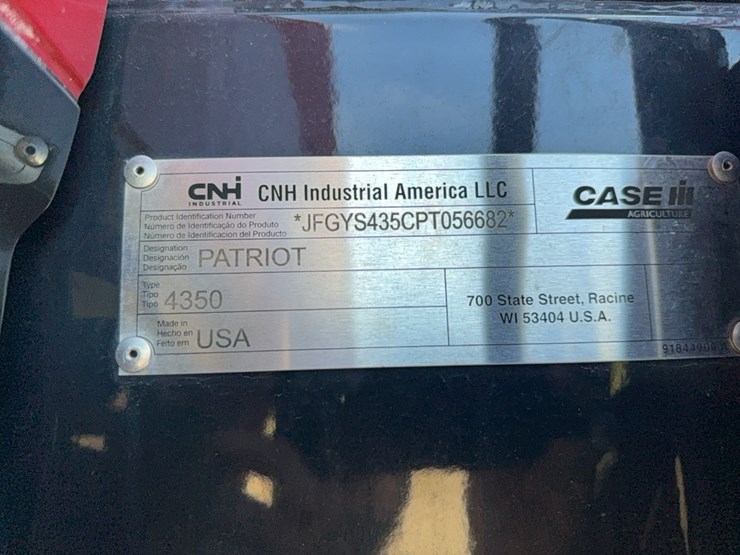 CNH
INDUSTRIAL
CNH Industrial America LLC
CASE III
AGRICULTURE
Product Identification Number
Número de Identificação do Produto
Número de Identificacion del Producto
*JFGYS435CPT056682*
Designation
Designación
Designação
PATRIOT
Type
Tipo
Tipo
4350
700 State Street, Racine
WI 53404 U.S.A.
Made in
Hecho en
Feito em
USA